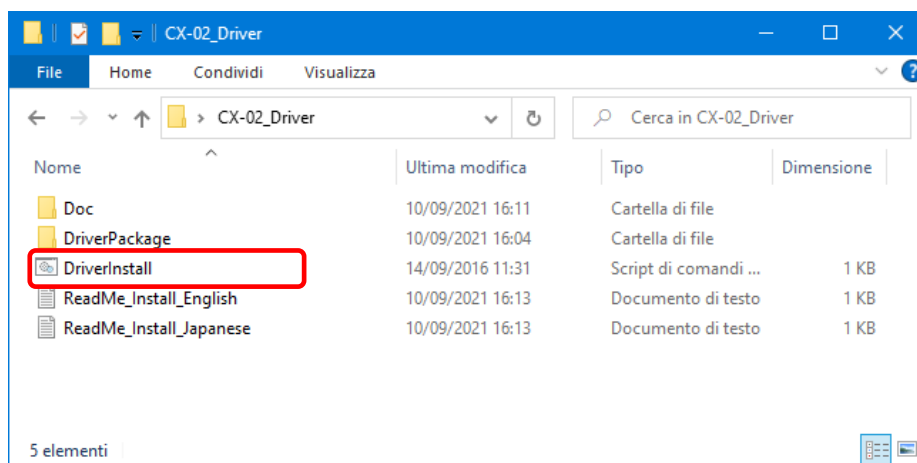 CX-02_Driver
File Home Condividi Visualizza ?
CX-02_Driver Cerca in CX-02_Driver
Nome Ultima modifica Tipo Dimensione
Doc 10/09/2021 16:11 Cartella di file
DriverPackage 10/09/2021 16:04 Cartella di file
DriverInstall 14/09/2016 11:31 Script di comandi ... 1 KB
ReadMe_Install_English 10/09/2021 16:13 Documento di testo 1 KB
ReadMe_Install_Japanese 10/09/2021 16:13 Documento di testo 1 KB
5 elementi